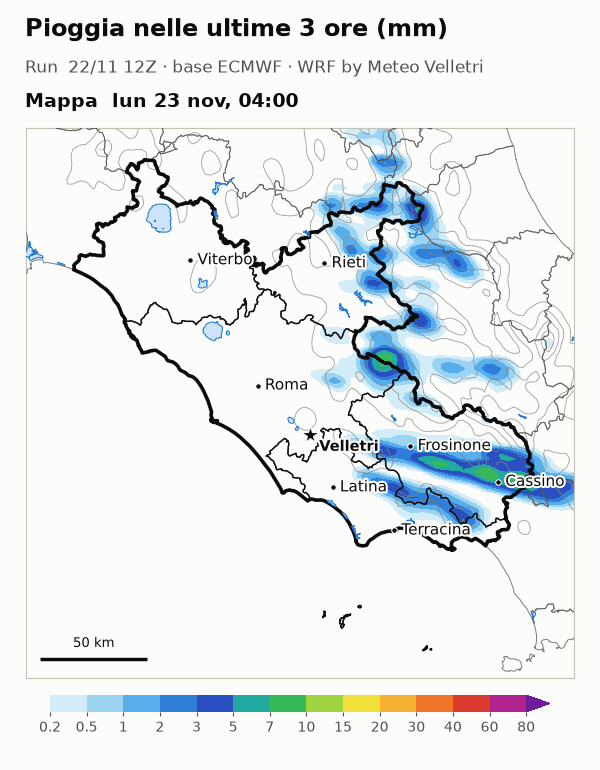 Pioggia nelle ultime 3 ore (mm)
Run  22/11 12Z · base ECMWF · WRF by Meteo Velletri
Mappa  lun 23 nov, 04:00
Viterbo
Rieti
Roma
Velletri
Frosinone
Cassino
Latina
Terracina
50 km
0.2 0.5 1 2 3 5 7 10 15 20 30 40 60 80